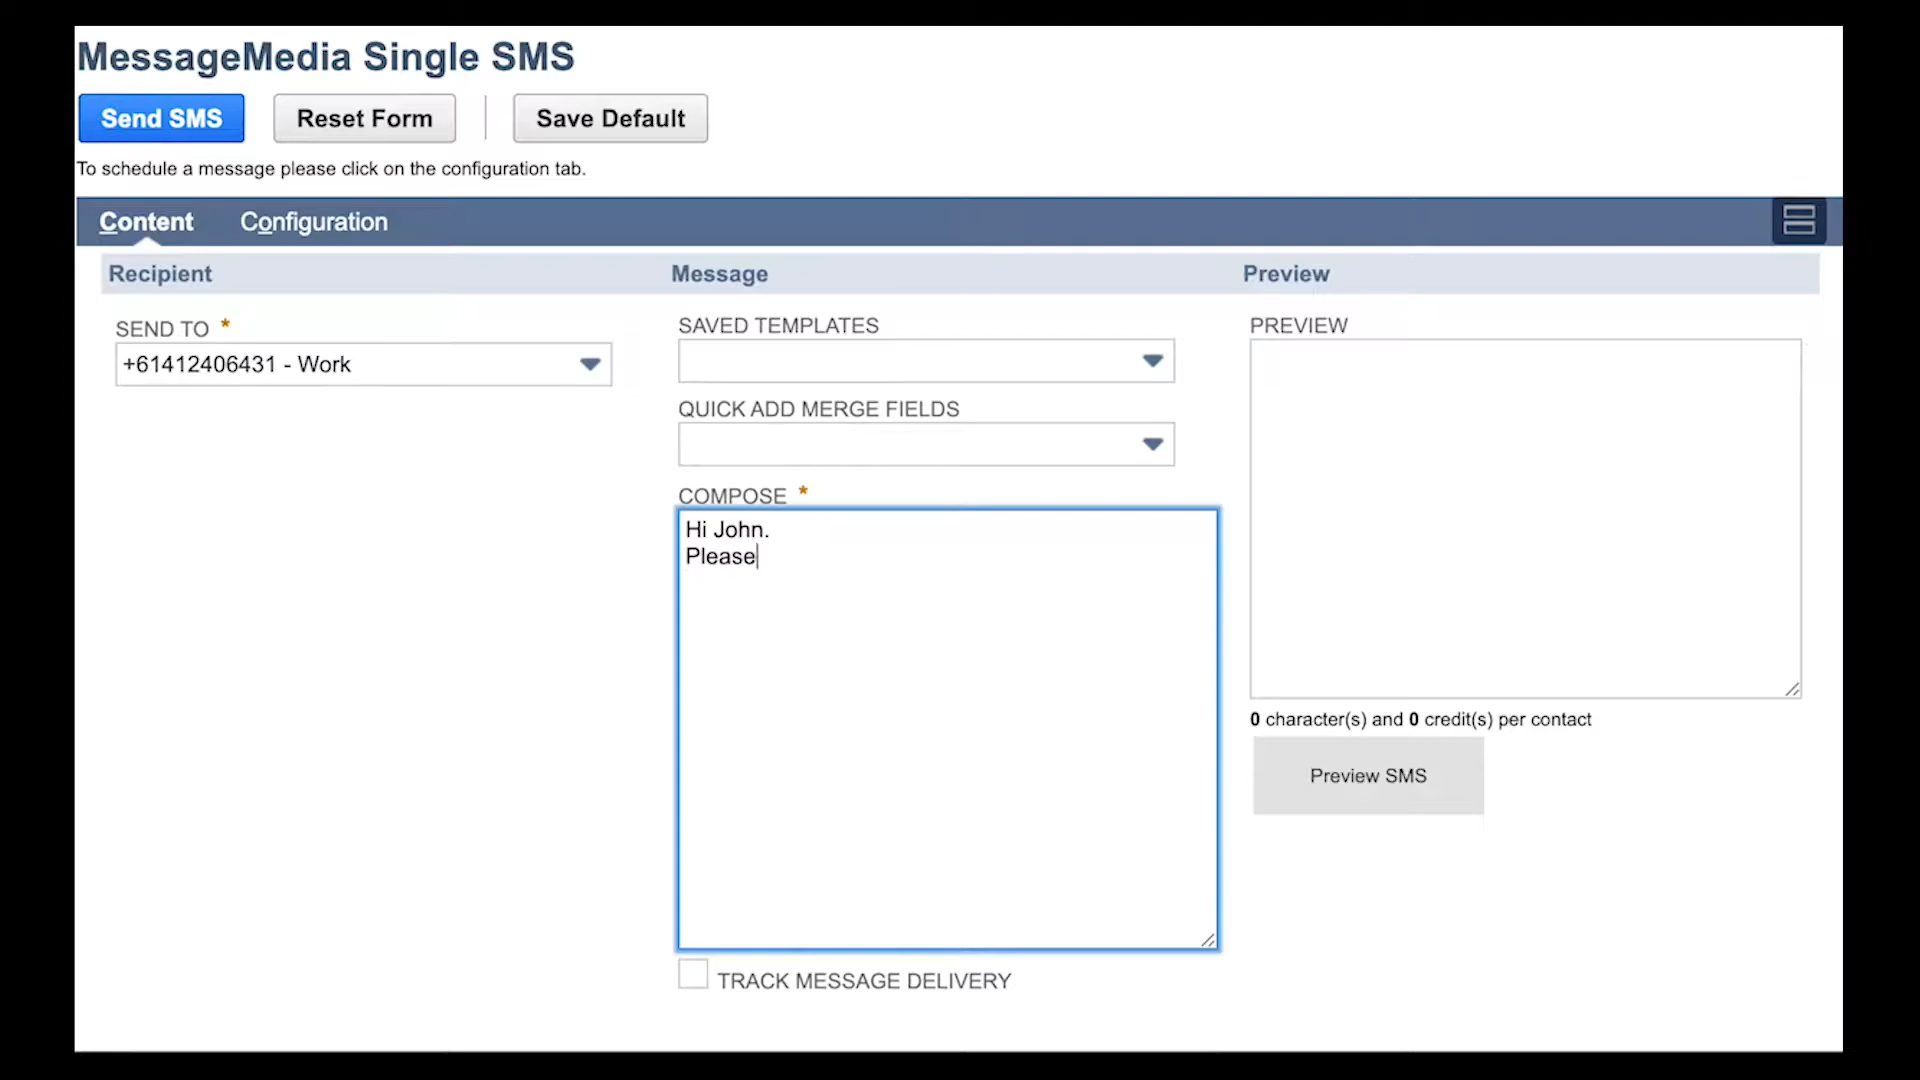 MessageMedia Single SMS
Send SMS
Reset Form
Save Default
To schedule a message please click on the configuration tab.
Content
Configuration
Recipient
Message
Preview
SEND TO *
+61412406431 - Work
SAVED TEMPLATES
QUICK ADD MERGE FIELDS
COMPOSE *
Hi John.
Please
TRACK MESSAGE DELIVERY
PREVIEW
0 character(s) and 0 credit(s) per contact
Preview SMS